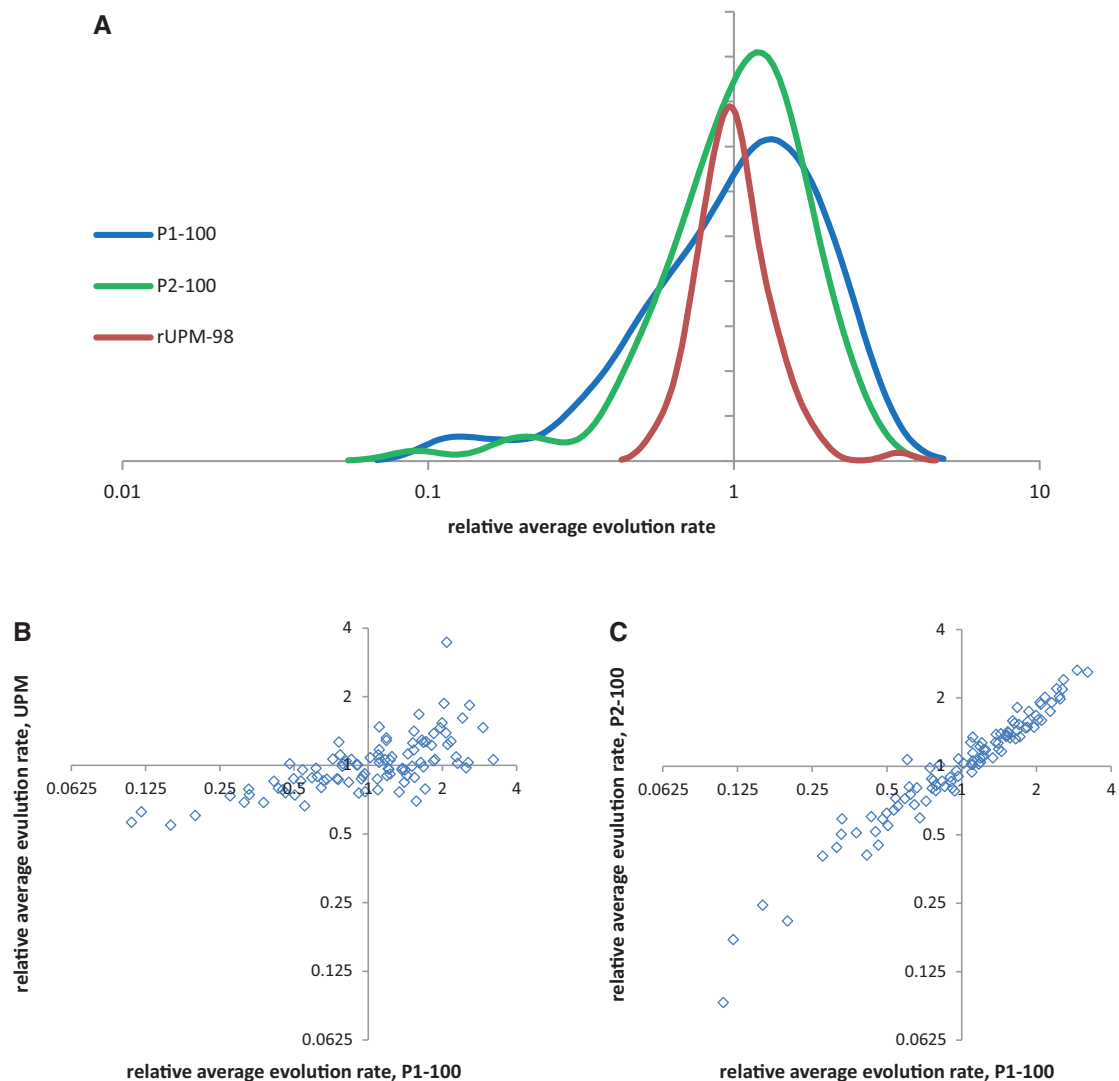 A
P1-100
P2-100
rUPM-98
0.01
0.1
1
10
relative average evolution rate
B
relative average evulution rate, UPM
4
2
1
0.5
0.25
0.125
0.0625
0.0625
0.125
0.25
0.5
1
2
4
relative average evolution rate, P1-100
C
relative average evulution rate, P2-100
4
2
1
0.5
0.25
0.125
0.0625
0.0625
0.125
0.25
0.5
1
2
4
relative average evolution rate, P1-100